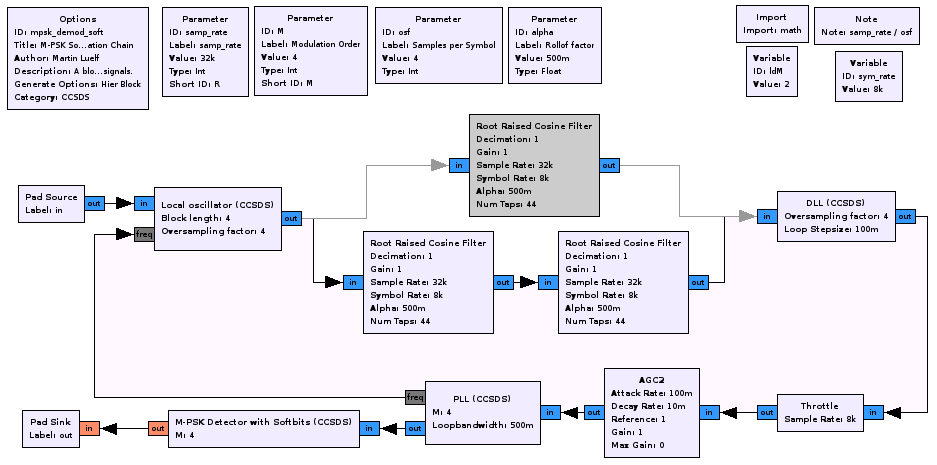 Options
ID: mpsk_demod_soft
Title: M-PSK So...ation Chain
Author: Martin Luelf
Description: A blo...signals.
Generate Options: Hier Block
Category: CCSDS
Parameter
ID: samp_rate
Label: samp_rate
Value: 32k
Type: Int
Short ID: R
Parameter
ID: M
Label: Modulation Order
Value: 4
Type: Int
Short ID: M
Parameter
ID: osf
Label: Samples per Symbol
Value: 4
Type: Int
Parameter
ID: alpha
Label: Rollof factor
Value: 500m
Type: Float
Import
Import: math
Note
Note: samp_rate / osf
Variable
ID: ldM
Value: 2
Variable
ID: sym_rate
Value: 8k
Root Raised Cosine Filter
Decimation: 1
Gain: 1
Sample Rate: 32k
Symbol Rate: 8k
Alpha: 500m
Num Taps: 44
in
out
Pad Source
Label: in
out
Local oscillator (CCSDS)
Block length: 4
Oversampling factor: 4
in
freq
out
DLL (CCSDS)
Oversampling factor: 4
Loop Stepsize: 100m
in
out
Root Raised Cosine Filter
Decimation: 1
Gain: 1
Sample Rate: 32k
Symbol Rate: 8k
Alpha: 500m
Num Taps: 44
in
out
Root Raised Cosine Filter
Decimation: 1
Gain: 1
Sample Rate: 32k
Symbol Rate: 8k
Alpha: 500m
Num Taps: 44
in
out
Pad Sink
Label: out
in
M-PSK Detector with Softbits (CCSDS)
M: 4
out
in
PLL (CCSDS)
M: 4
Loopbandwidth: 500m
freq
out
in
AGC2
Attack Rate: 100m
Decay Rate: 10m
Reference: 1
Gain: 1
Max Gain: 0
out
in
Throttle
Sample Rate: 8k
out
in